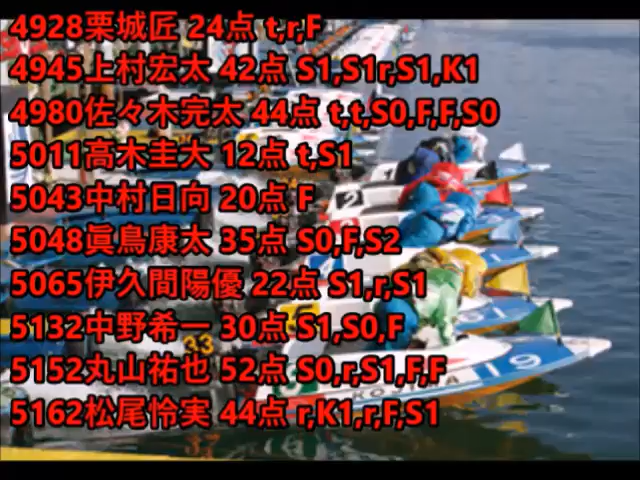 4928栗城匠 24点 t,r,F
4945上村宏太 42点 S1,S1r,S1,K1
4980佐々木完太 44点 t,t,S0,F,F,S0
5011高木圭大 12点 t,S1
5043中村日向 20点 F
5048眞鳥康太 35点 S0,F,S2
5065伊久間陽優 22点 S1,r,S1
5132中野希一 30点 S1,S0,F
5152丸山祐也 52点 S0,r,S1,F,F
5162松尾怜実 44点 r,K1,r,F,S1
2
33
9